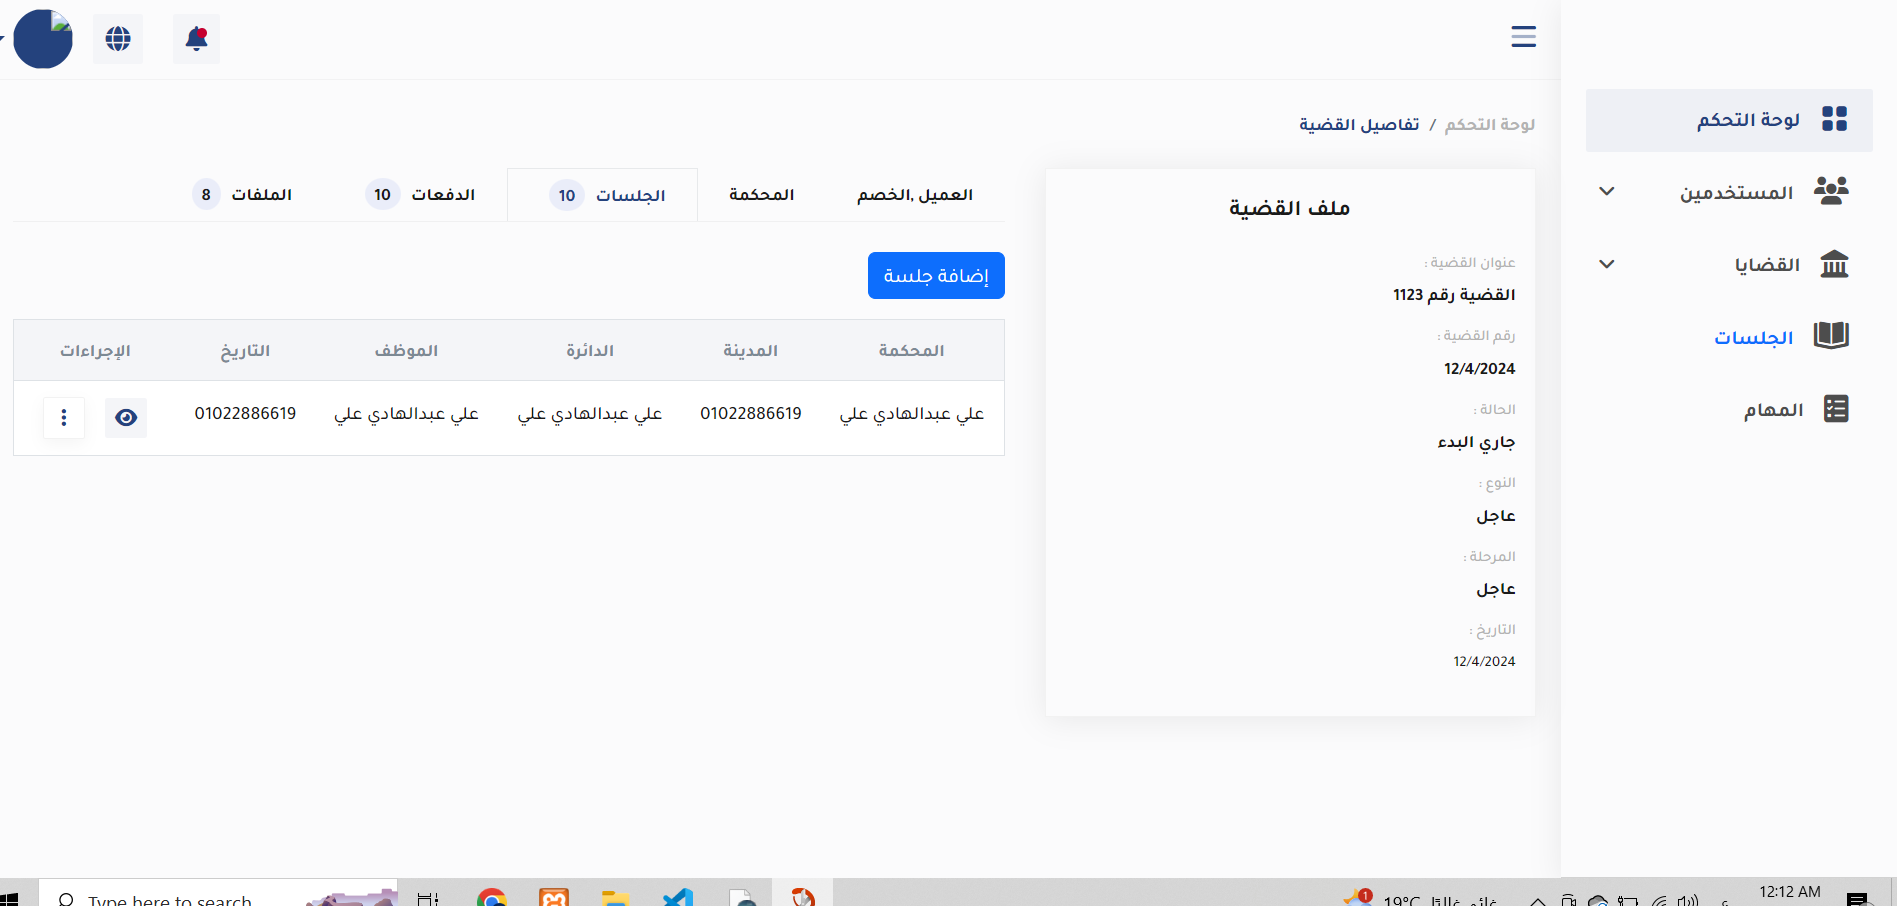 لوحة التحكم
المستخدمين
القضايا
الجلسات
المهام
لوحة التحكم / تفاصيل القضية
ملف القضية
عنوان القضية :
القضية رقم 1123
رقم القضية :
12/4/2024
الحالة :
جاري البدء
النوع :
عاجل
المرحلة :
عاجل
التاريخ :
12/4/2024
العميل ,الخصم المحكمة الجلسات 10 الدفعات 10 الملفات 8
إضافة جلسة
المحكمة المدينة الدائرة الموظف التاريخ الإجراءات
علي عبدالهادي علي 01022886619 علي عبدالهادي علي علي عبدالهادي علي 01022886619
Type here to search
1 19°C غائم غالبًا
12:12 AM